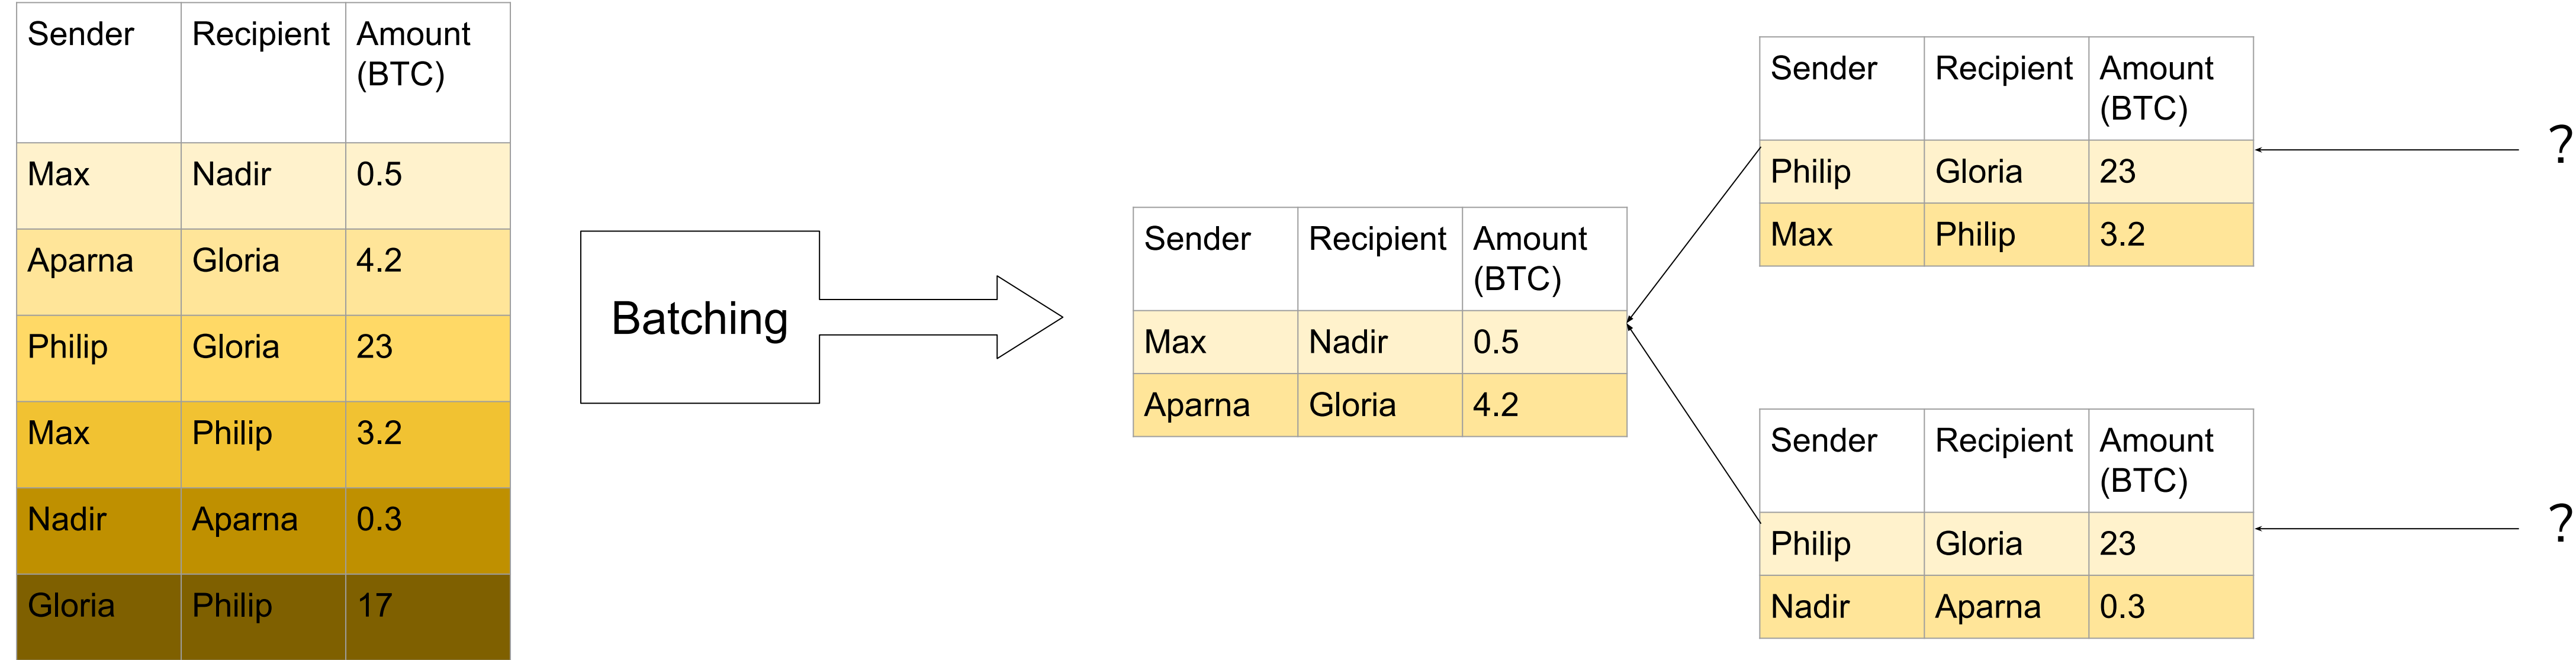 Sender Recipient Amount
(BTC)
Max Nadir 0.5
Aparna Gloria 4.2
Philip Gloria 23
Max Philip 3.2
Nadir Aparna 0.3
Gloria Philip 17
Batching
Sender Recipient Amount
(BTC)
Max Nadir 0.5
Aparna Gloria 4.2
Sender Recipient Amount
(BTC)
Philip Gloria 23
Max Philip 3.2
?
Sender Recipient Amount
(BTC)
Philip Gloria 23
Nadir Aparna 0.3
?